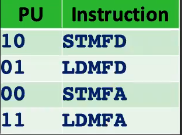 PU Instruction
10 STMFD
01 LDMFD
00 STMFA
11 LDMFA